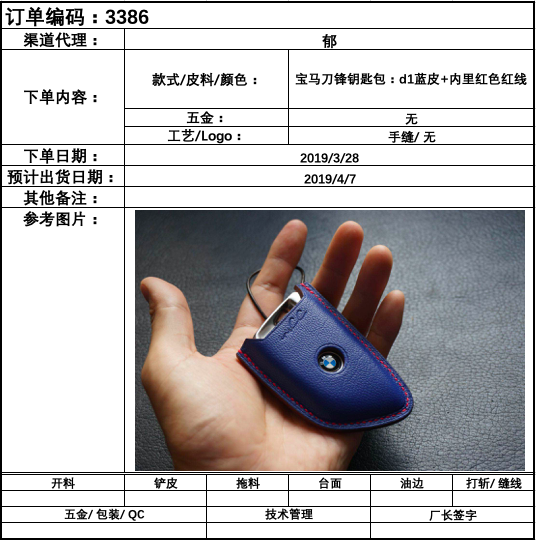 订单编码：3386
渠道代理：
郁
下单内容：
款式/皮料/颜色：
宝马刀锋钥匙包：d1蓝皮+内里红色红线
五金：
无
工艺/Logo：
手缝/ 无
下单日期：
2019/3/28
预计出货日期：
2019/4/7
其他备注：
参考图片：
开料
铲皮
拖料
台面
油边
打斩/ 缝线
五金/ 包装/ QC
技术管理
厂长签字